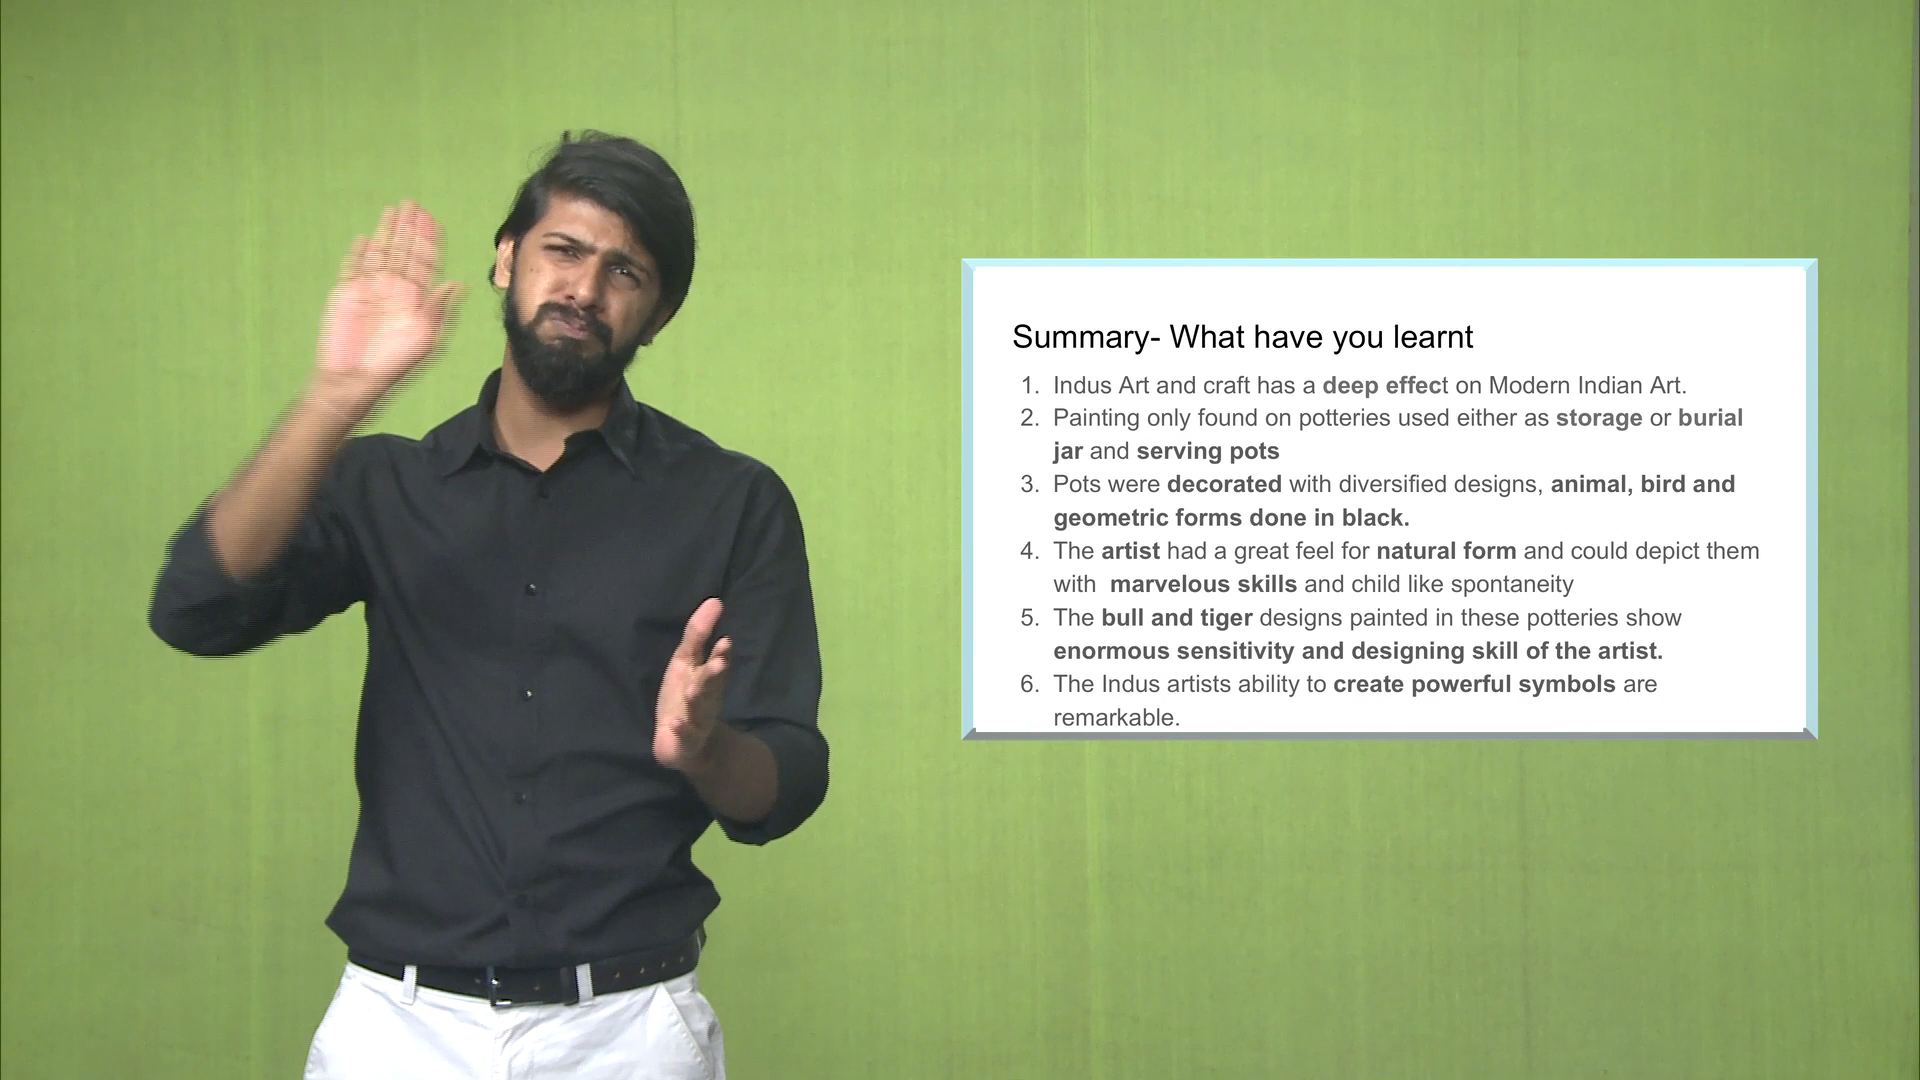 Summary- What have you learnt
1. Indus Art and craft has a deep effect on Modern Indian Art.
2. Painting only found on potteries used either as storage or burial
jar and serving pots
3. Pots were decorated with diversified designs, animal, bird and
geometric forms done in black.
4. The artist had a great feel for natural form and could depict them
with  marvelous skills and child like spontaneity
5. The bull and tiger designs painted in these potteries show
enormous sensitivity and designing skill of the artist.
6. The Indus artists ability to create powerful symbols are
remarkable.